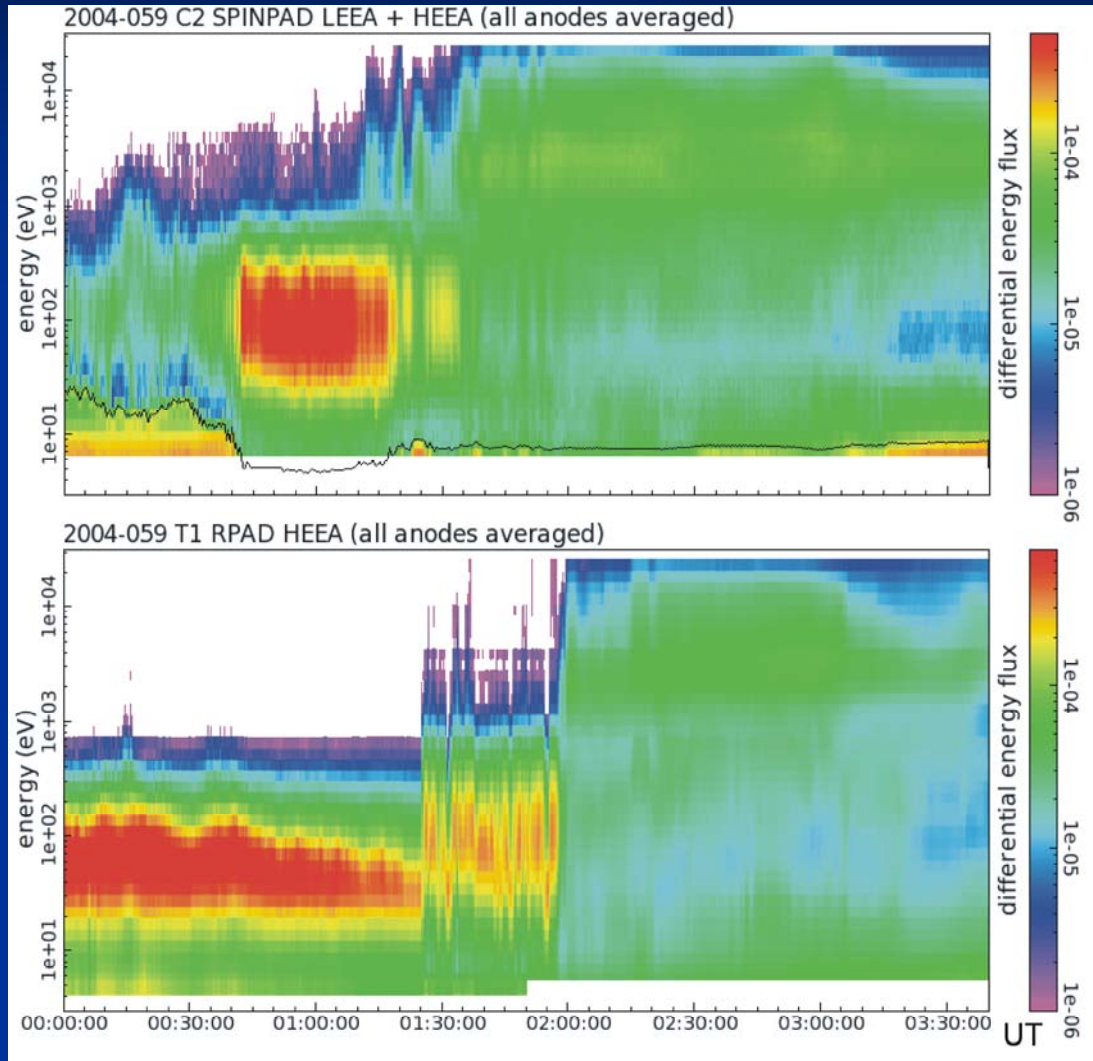 2004-059 C2 SPINPAD LEEA + HEEA (all anodes averaged)
energy (eV)
1e+04
1e+03
1e+02
1e+01
differential energy flux
1e-04
1e-05
1e-06
2004-059 T1 RPAD HEEA (all anodes averaged)
energy (eV)
1e+04
1e+03
1e+02
1e+01
differential energy flux
1e-04
1e-05
1e-06
00:00:00 00:30:00 01:00:00 01:30:00 02:00:00 02:30:00 03:00:00 03:30:00 UT